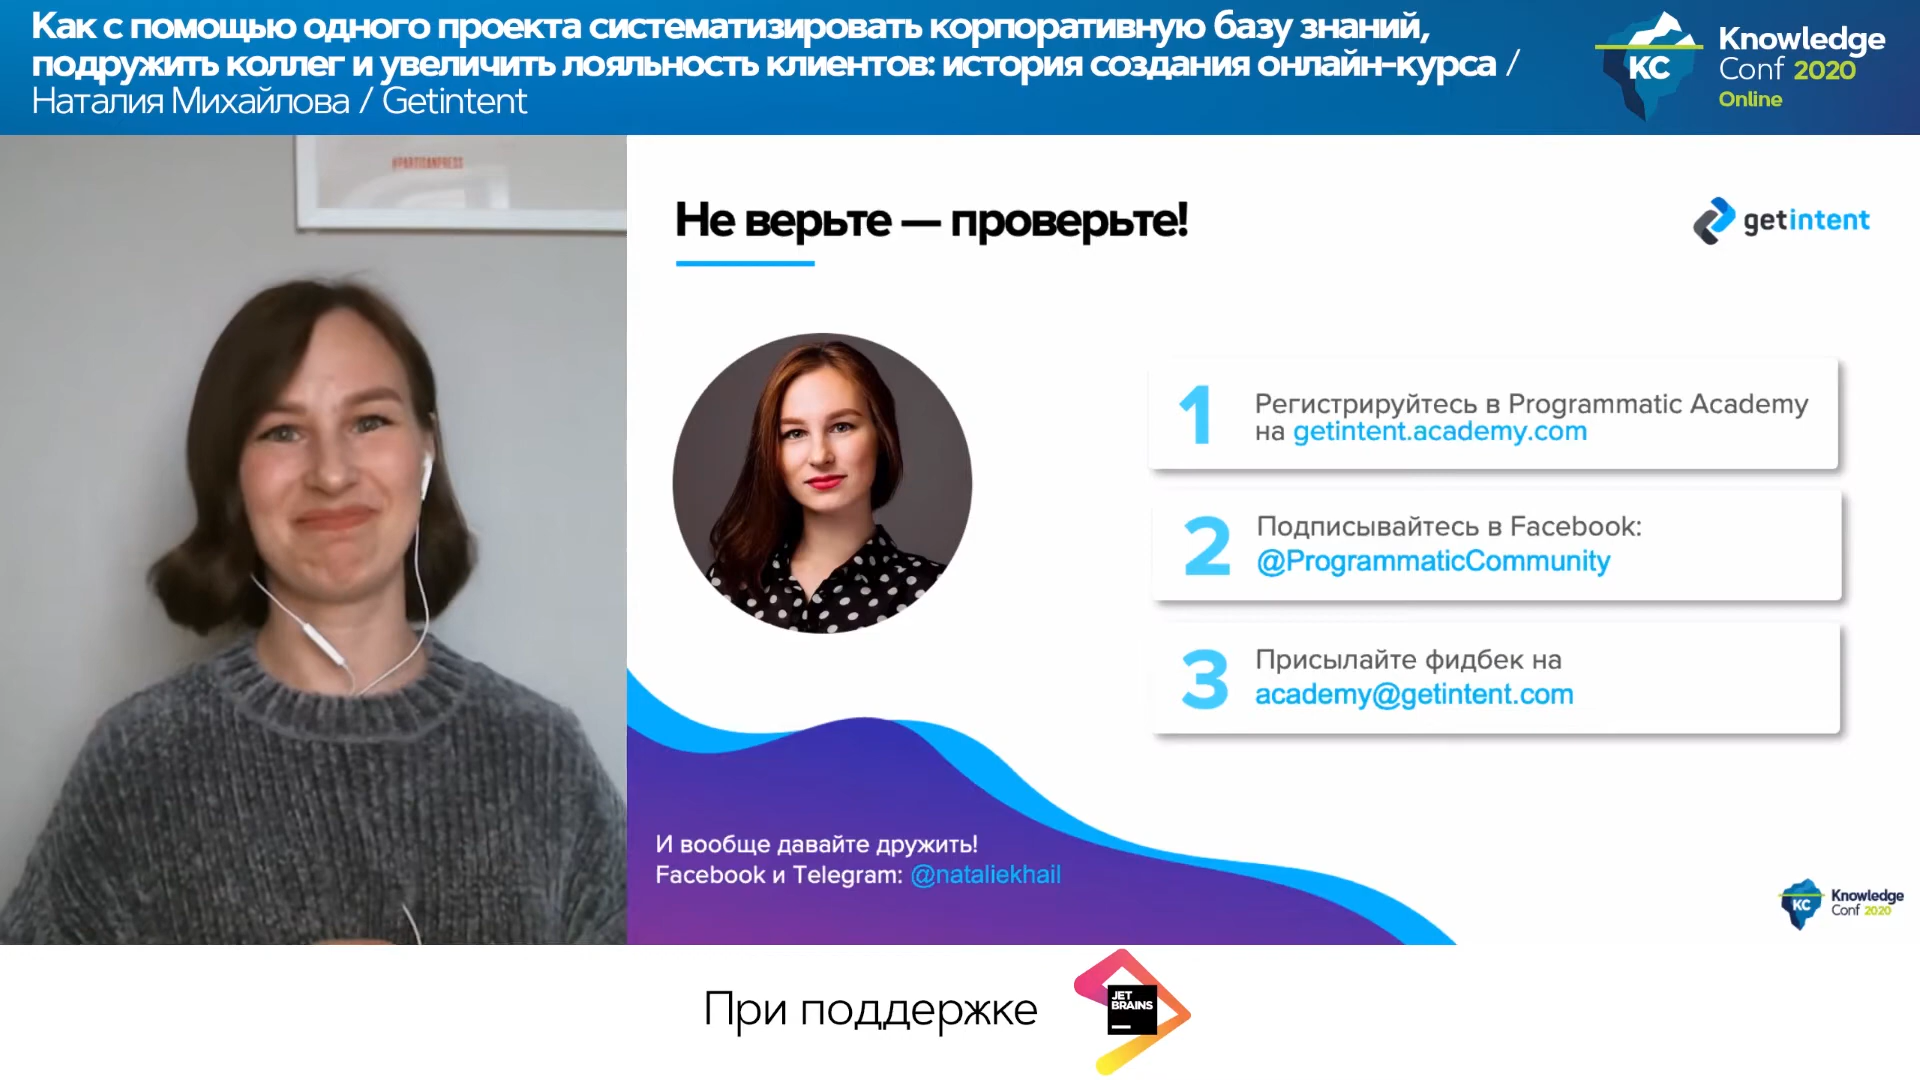 Как с помощью одного проекта систематизировать корпоративную базу знаний,
подружить коллег и увеличить лояльность клиентов: история создания онлайн-курса /
Наталия Михайлова / Getintent
KC
Knowledge
Conf 2020
Online
#PARTISANPRESS
Не верьте — проверьте!
getintent
1
Регистрируйтесь в Programmatic Academy
на getintent.academy.com
2
Подписывайтесь в Facebook:
@ProgrammaticCommunity
3
Присылайте фидбек на
academy@getintent.com
И вообще давайте дружить!
Facebook и Telegram: @nataliekhail
KC
Knowledge
Conf 2020
При поддержке
JET
BRAINS